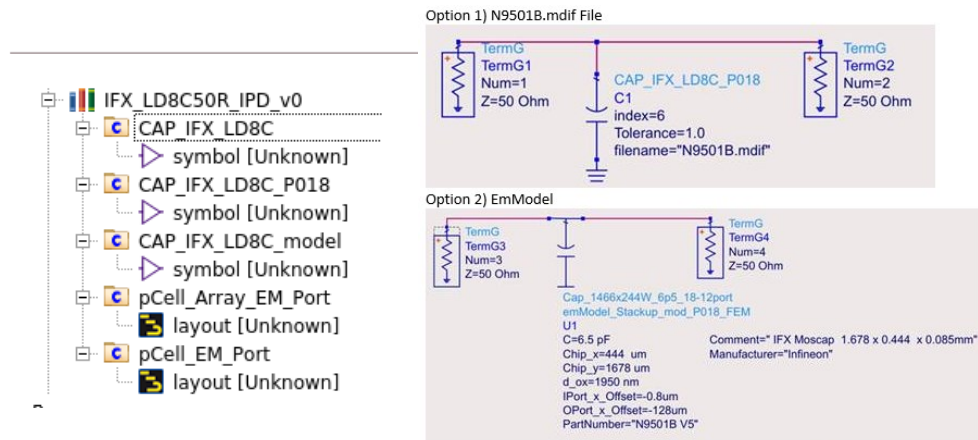 IFX_LD8C50R_IPD_v0
CAP_IFX_LD8C
symbol [Unknown]
CAP_IFX_LD8C_P018
symbol [Unknown]
CAP_IFX_LD8C_model
symbol [Unknown]
pCell_Array_EM_Port
layout [Unknown]
pCell_EM_Port
layout [Unknown]
Option 1) N9501B.mdif File
TermG
TermG1
Num=1
Z=50 Ohm
CAP_IFX_LD8C_P018
C1
index=6
Tolerance=1.0
filename="N9501B.mdif"
TermG
TermG2
Num=2
Z=50 Ohm
Option 2) EmModel
TermG
TermG3
Num=3
Z=50 Ohm
TermG
TermG4
Num=4
Z=50 Ohm
Cap_1466x244W_6p5_18-12port
emModel_Stackup_mod_P018_FEM
U1
C=6.5 pF
Chip_x=444 um
Chip_y=1678 um
d_ox=1950 nm
IPort_x_Offset=-0.8um
OPort_x_Offset=-128um
PartNumber="N9501B V5"
Comment=" IFX Moscap 1.678 x 0.444 x 0.085mm"
Manufacturer="Infineon"